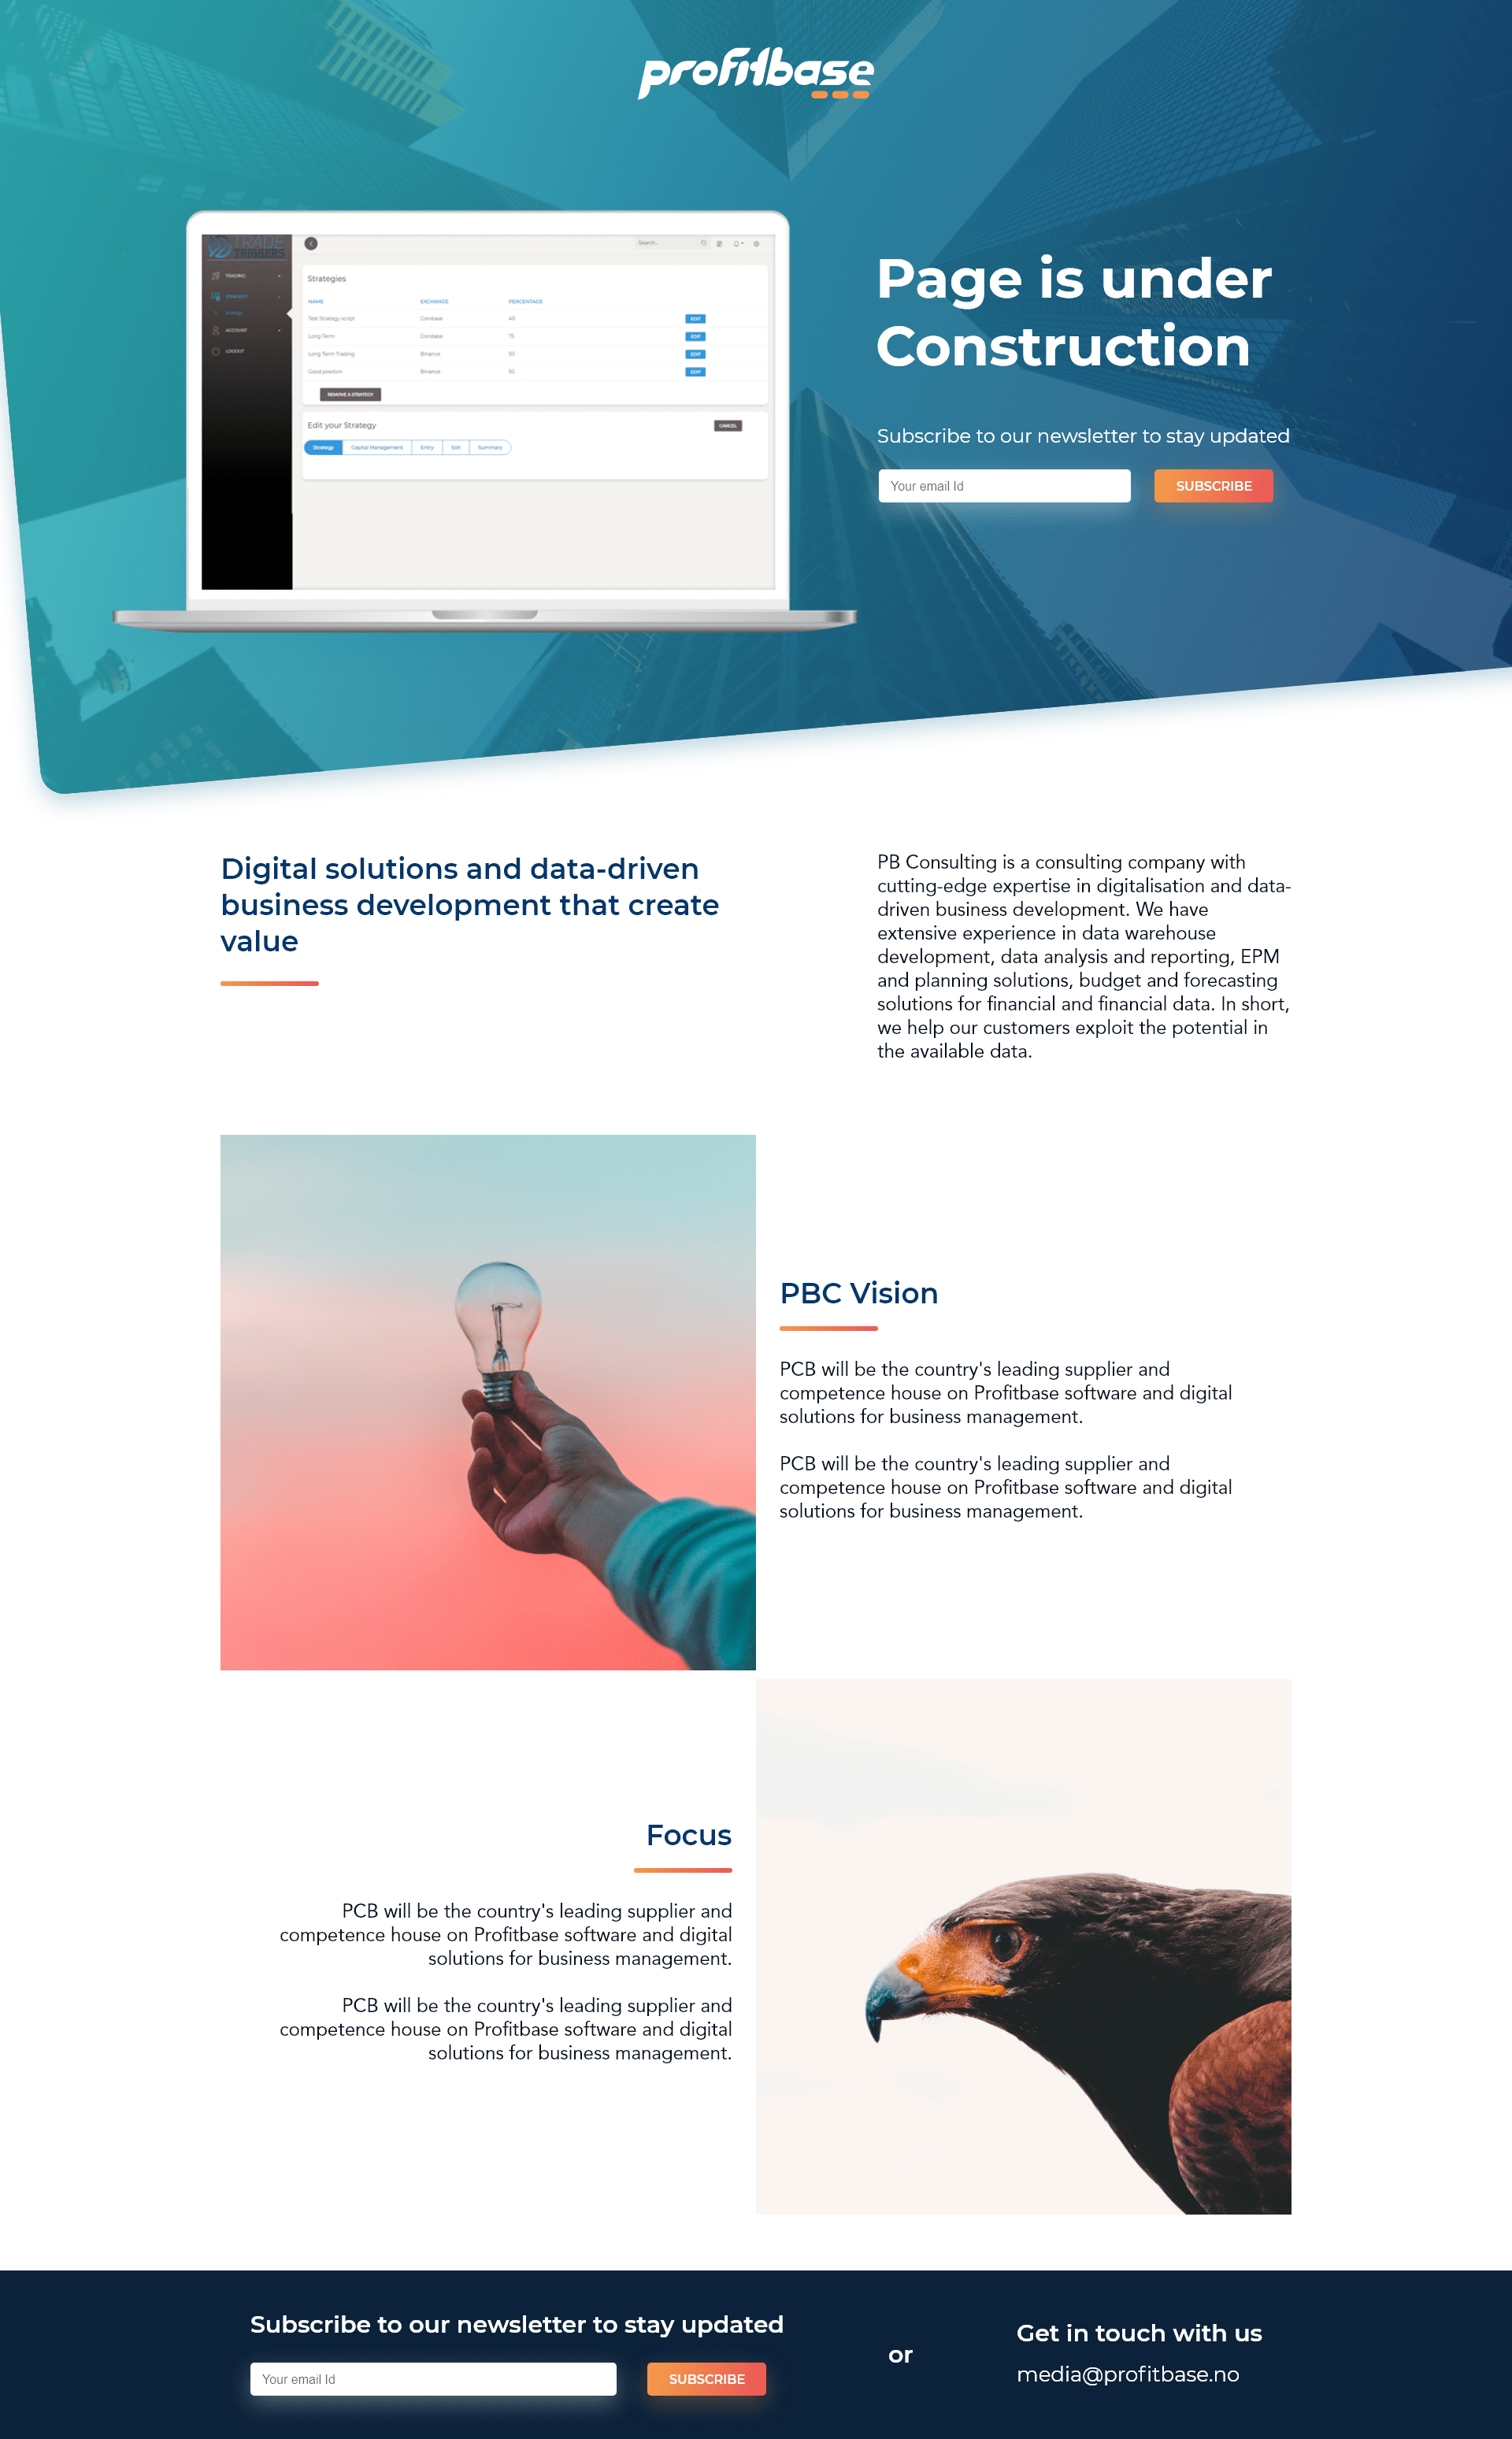 profitbase
TRADE
TRIGGERS
TRADING
STRATEGY
Strategy
ACCOUNT
LOGOUT
Search...
Strategies
NAME EXCHANGE PERCENTAGE
Test Strategy script Coinbase 40 EDIT
Long Term Coinbase 75 EDIT
Long Term Trading Binance 50 EDIT
Good position Binance 50 EDIT
REMOVE A STRATEGY
Edit your Strategy CANCEL
Strategy Capital Management Entry Exit Summary
Page is under
Construction
Subscribe to our newsletter to stay updated
Your email Id SUBSCRIBE
Digital solutions and data-driven
business development that create
value
PB Consulting is a consulting company with
cutting-edge expertise in digitalisation and data-
driven business development. We have
extensive experience in data warehouse
development, data analysis and reporting, EPM
and planning solutions, budget and forecasting
solutions for financial and financial data. In short,
we help our customers exploit the potential in
the available data.
PBC Vision
PCB will be the country's leading supplier and
competence house on Profitbase software and digital
solutions for business management.
PCB will be the country's leading supplier and
competence house on Profitbase software and digital
solutions for business management.
Focus
PCB will be the country's leading supplier and
competence house on Profitbase software and digital
solutions for business management.
PCB will be the country's leading supplier and
competence house on Profitbase software and digital
solutions for business management.
Subscribe to our newsletter to stay updated
Your email Id SUBSCRIBE
or
Get in touch with us
media@profitbase.no